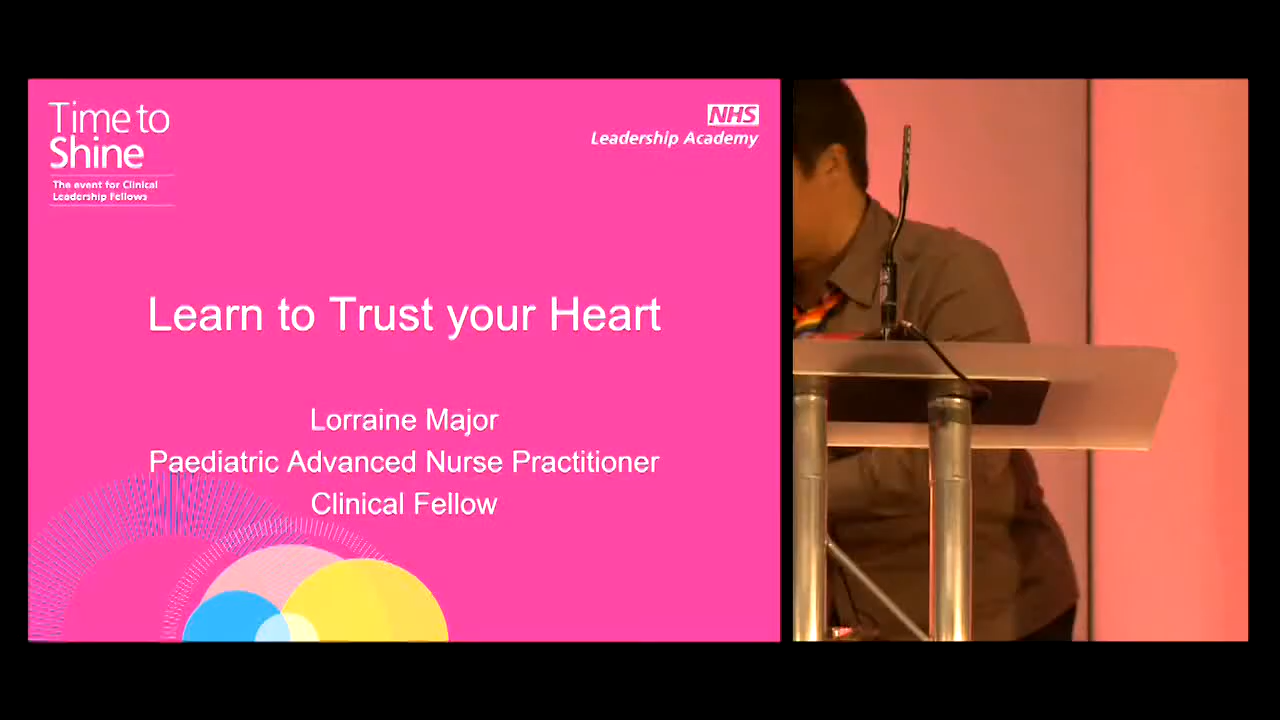 Time to
Shine
The event for Clinical
Leadership Fellows
NHS
Leadership Academy
Learn to Trust your Heart
Lorraine Major
Paediatric Advanced Nurse Practitioner
Clinical Fellow